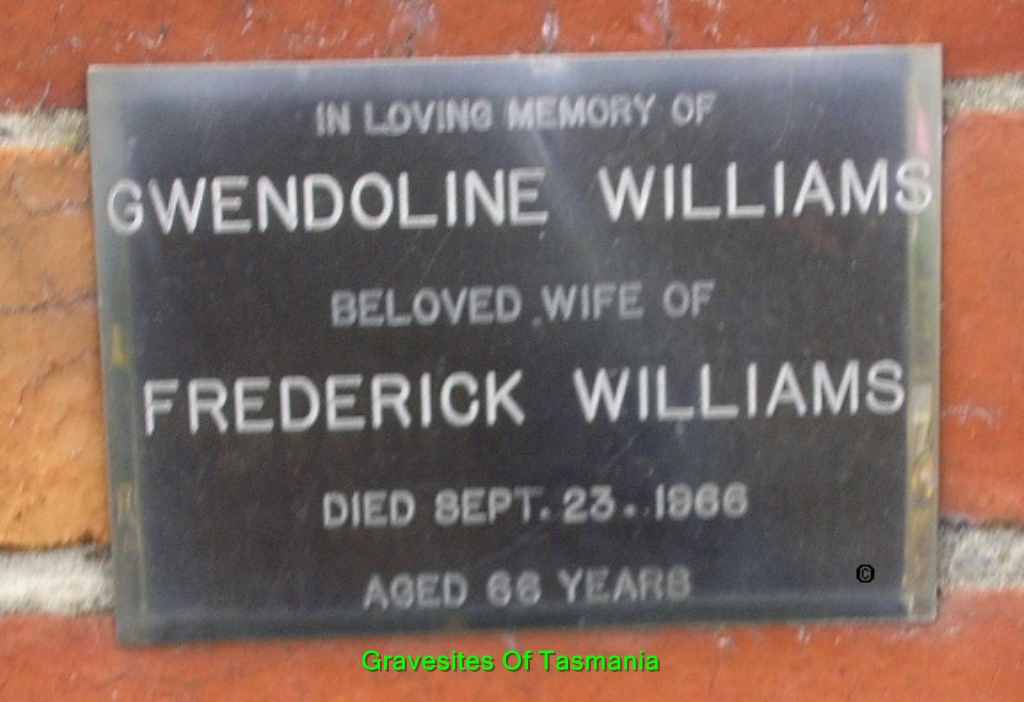 IN LOVING MEMORY OF
GWENDOLINE WILLIAMS
BELOVED WIFE OF
FREDERICK WILLIAMS
DIED SEPT. 23. 1966
AGED 66 YEARS
©
Gravesites Of Tasmania